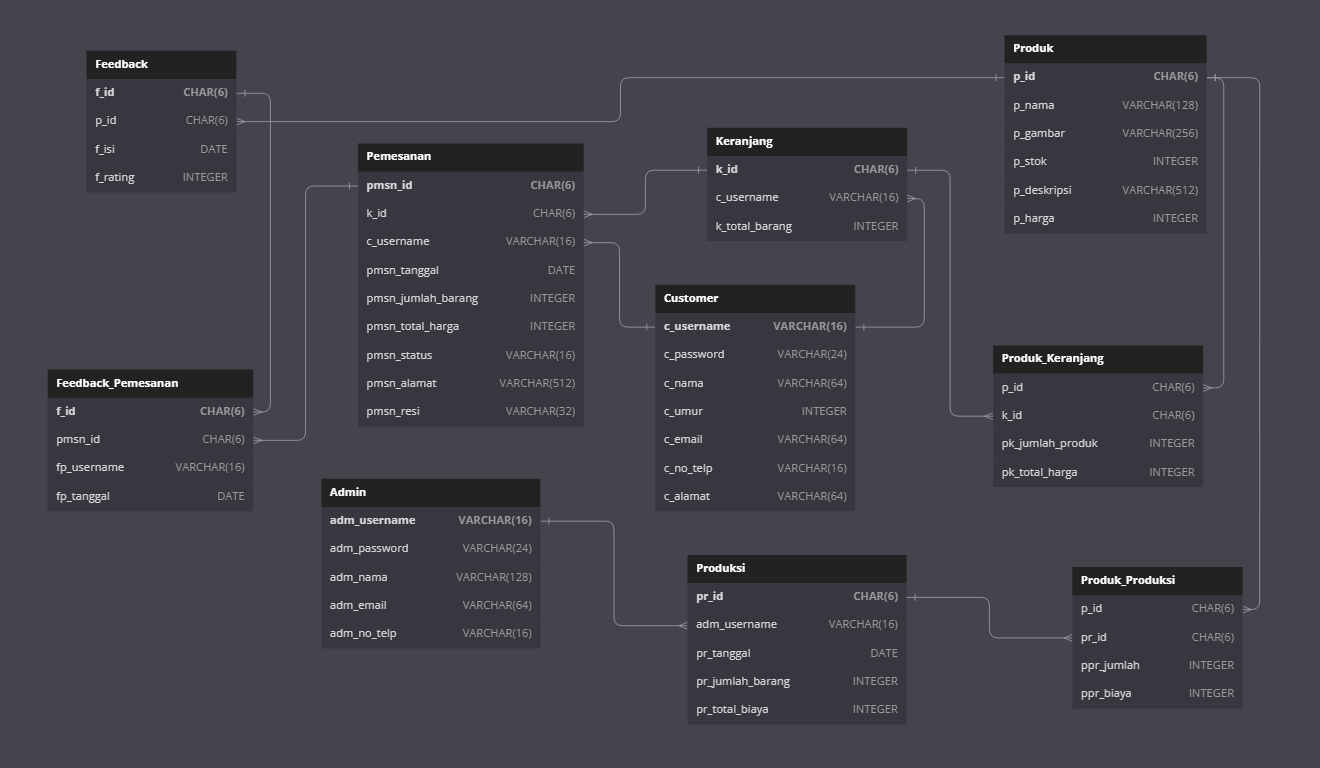 Feedback
f_id CHAR(6)
p_id CHAR(6)
f_isi DATE
f_rating INTEGER
Pemesanan
pmsn_id CHAR(6)
k_id CHAR(6)
c_username VARCHAR(16)
pmsn_tanggal DATE
pmsn_jumlah_barang INTEGER
pmsn_total_harga INTEGER
pmsn_status VARCHAR(16)
pmsn_alamat VARCHAR(512)
pmsn_resi VARCHAR(32)
Keranjang
k_id CHAR(6)
c_username VARCHAR(16)
k_total_barang INTEGER
Produk
p_id CHAR(6)
p_nama VARCHAR(128)
p_gambar VARCHAR(256)
p_stok INTEGER
p_deskripsi VARCHAR(512)
p_harga INTEGER
Customer
c_username VARCHAR(16)
c_password VARCHAR(24)
c_nama VARCHAR(64)
c_umur INTEGER
c_email VARCHAR(64)
c_no_telp VARCHAR(16)
c_alamat VARCHAR(64)
Produk_Keranjang
p_id CHAR(6)
k_id CHAR(6)
pk_jumlah_produk INTEGER
pk_total_harga INTEGER
Feedback_Pemesanan
f_id CHAR(6)
pmsn_id CHAR(6)
fp_username VARCHAR(16)
fp_tanggal DATE
Admin
adm_username VARCHAR(16)
adm_password VARCHAR(24)
adm_nama VARCHAR(128)
adm_email VARCHAR(64)
adm_no_telp VARCHAR(16)
Produksi
pr_id CHAR(6)
adm_username VARCHAR(16)
pr_tanggal DATE
pr_jumlah_barang INTEGER
pr_total_biaya INTEGER
Produk_Produksi
p_id CHAR(6)
pr_id CHAR(6)
ppr_jumlah INTEGER
ppr_biaya INTEGER